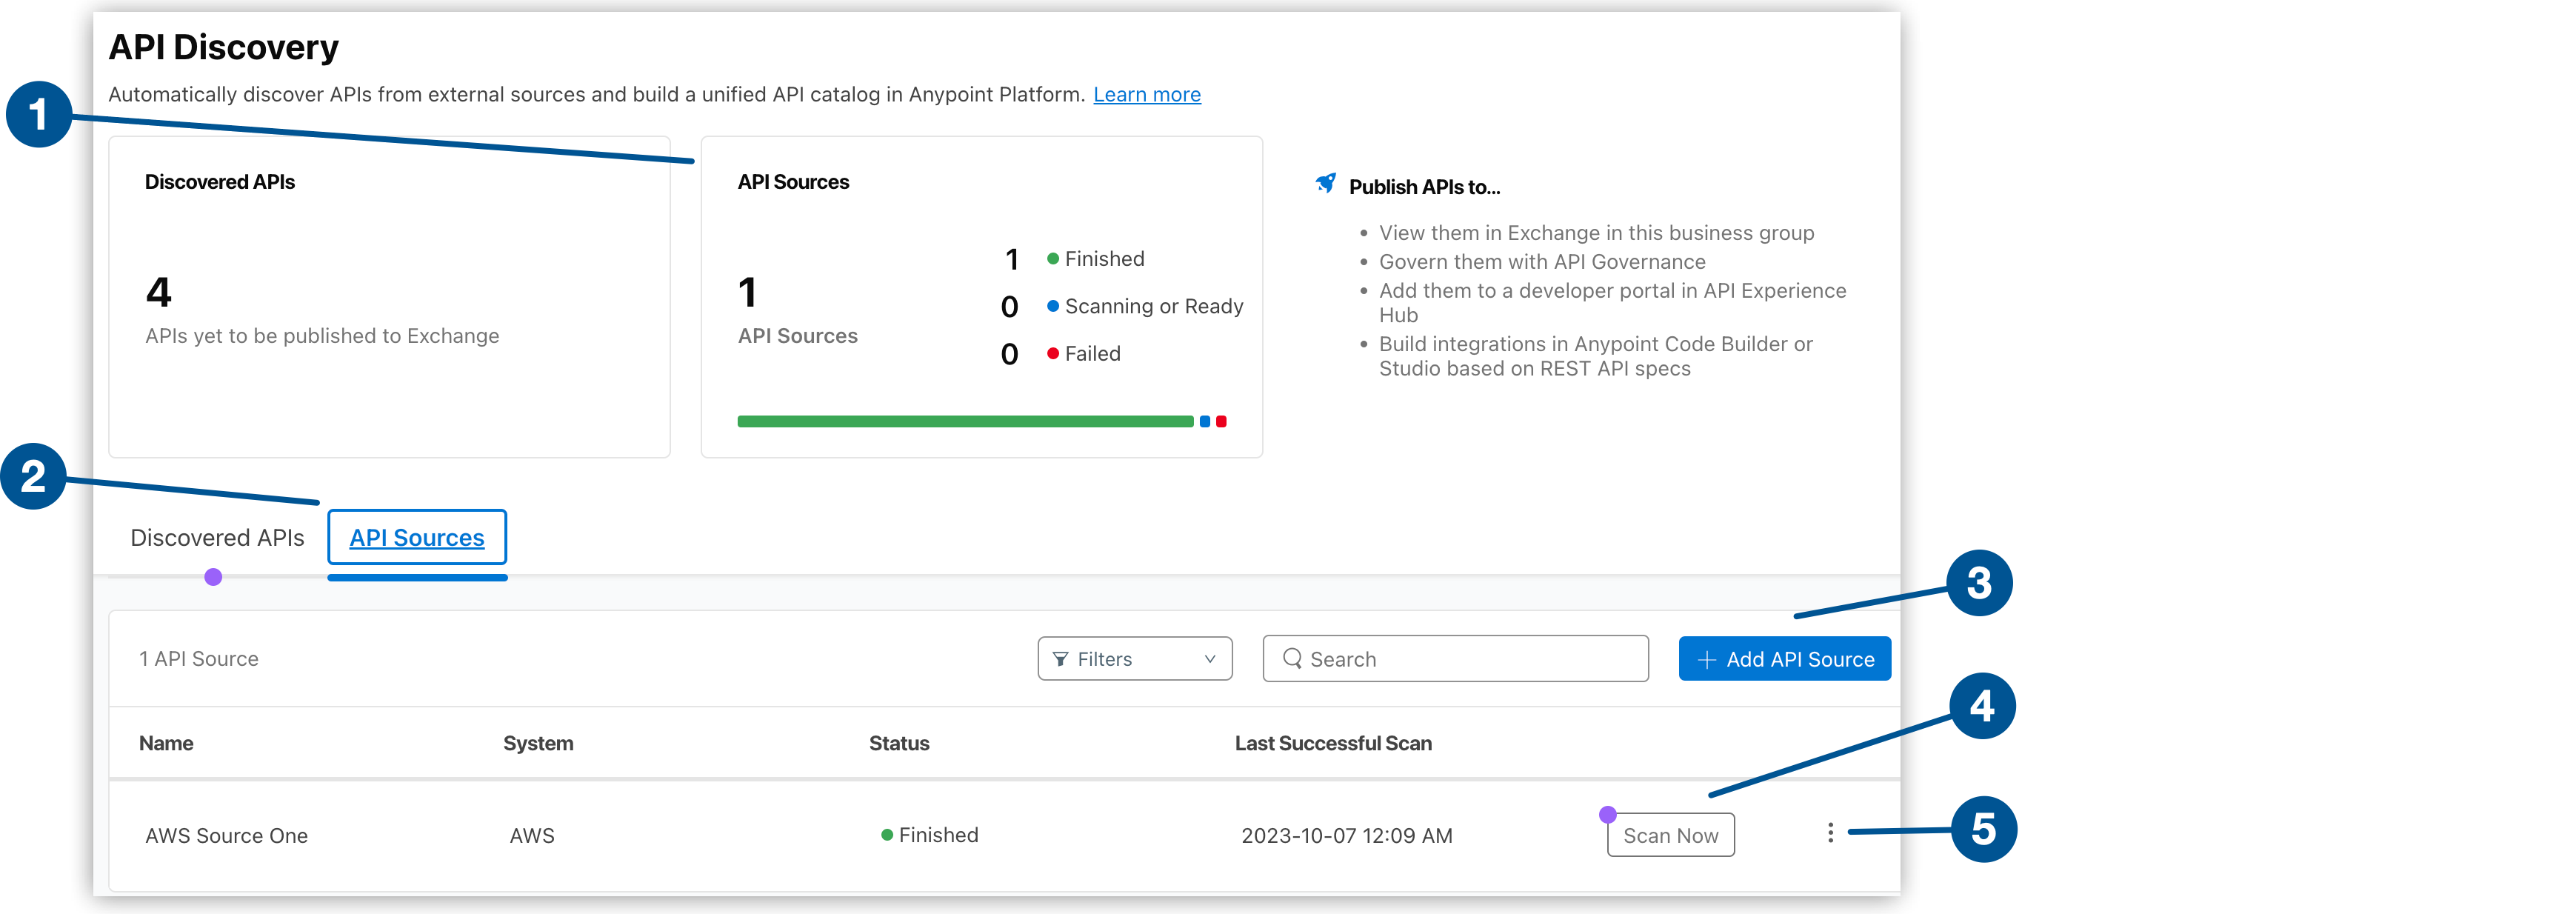 API Discovery
Automatically discover APIs from external sources and build a unified API catalog in Anypoint Platform. Learn more
1
Discovered APIs
4
APIs yet to be published to Exchange
API Sources
1
API Sources
1 Finished
0 Scanning or Ready
0 Failed
Publish APIs to...
• View them in Exchange in this business group
• Govern them with API Governance
• Add them to a developer portal in API Experience
Hub
• Build integrations in Anypoint Code Builder or
Studio based on REST API specs
2
Discovered APIs API Sources
3
1 API Source Filters Search + Add API Source
4
Name System Status Last Successful Scan
AWS Source One AWS Finished 2023-10-07 12:09 AM Scan Now
5